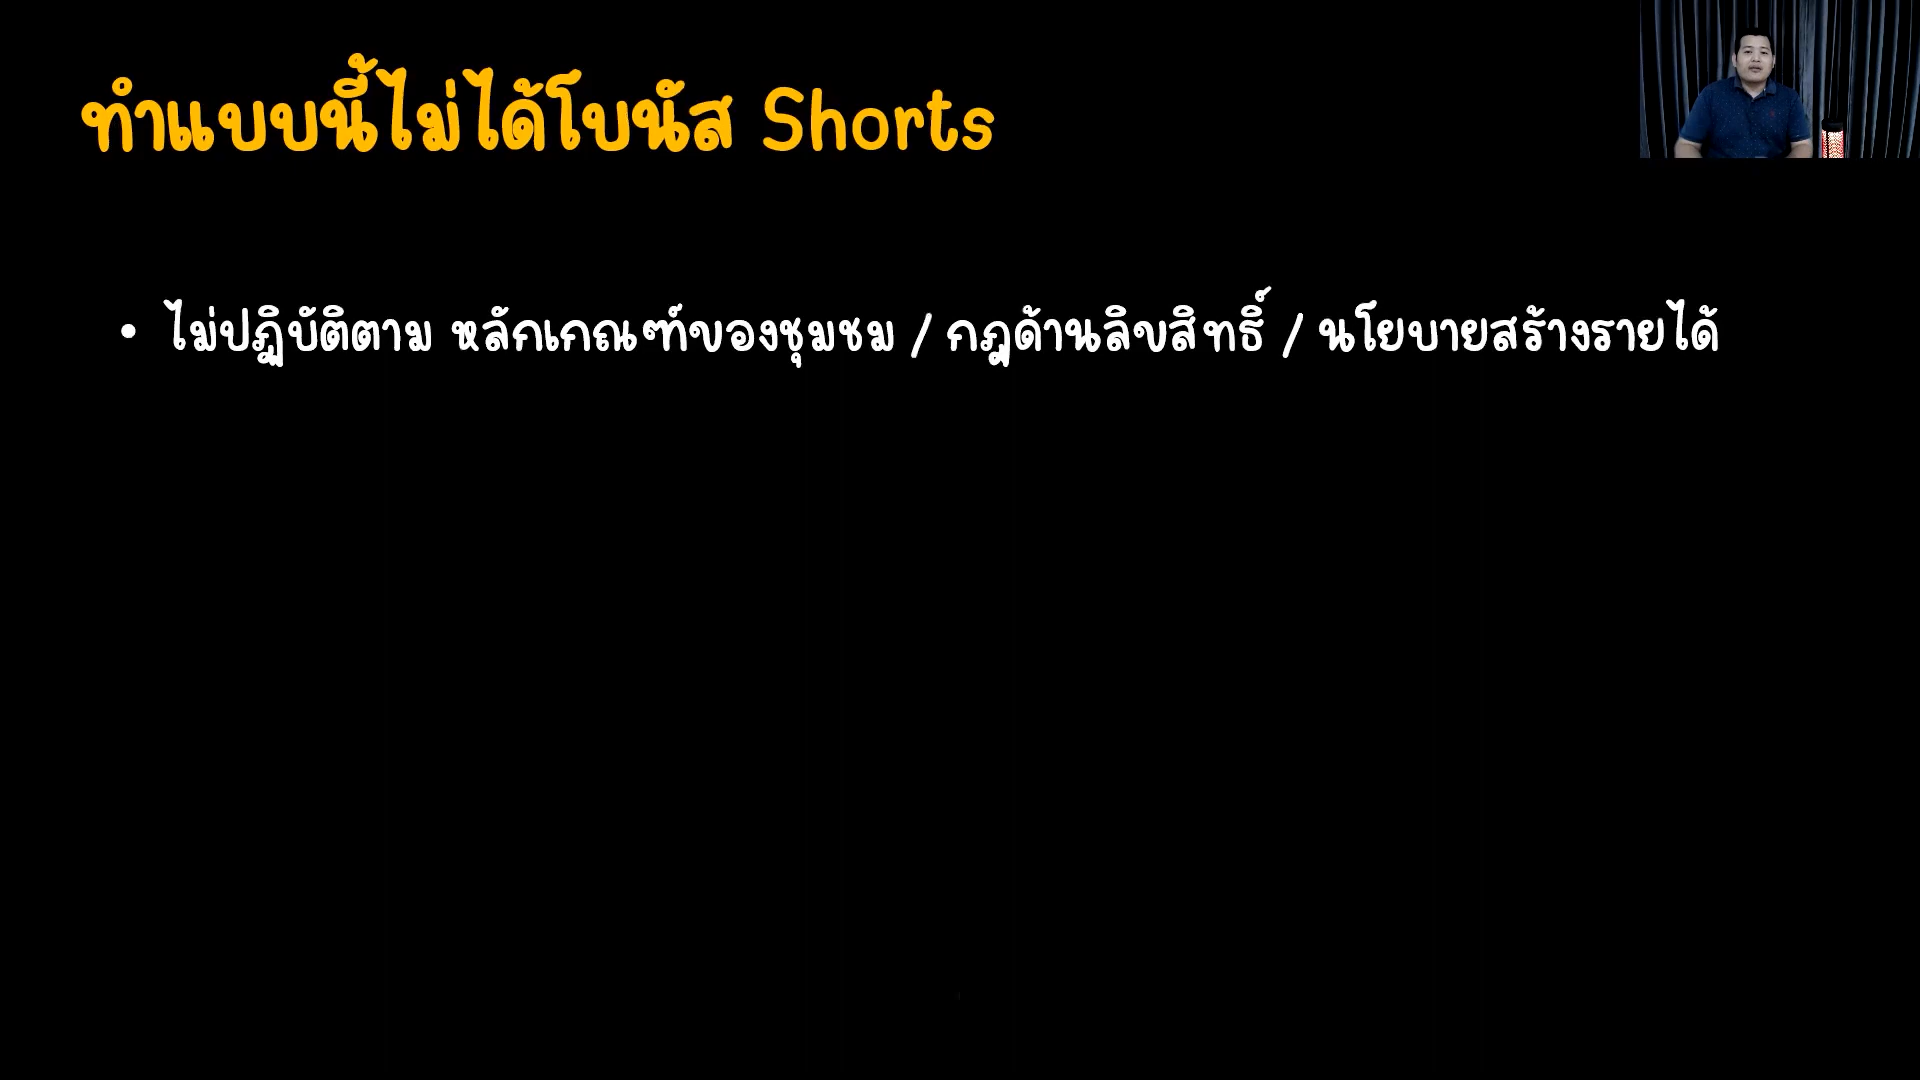 ทำแบบนี้ไม่ได้โบนัส Shorts
• ไม่ปฏิบัติตาม หลักเกณฑ์ของชุมชม / กฎด้านลิขสิทธิ์ / นโยบายสร้างรายได้